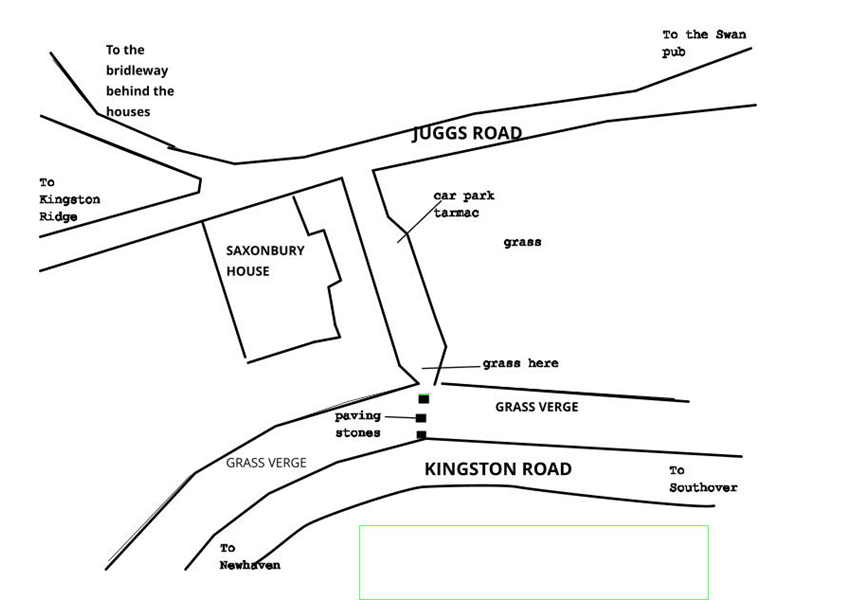 To the Swan
pub
To the
bridleway
behind the
houses
JUGGS ROAD
To
Kingston
Ridge
car park
tarmac
grass
SAXONBURY
HOUSE
grass here
GRASS VERGE
paving
stones
GRASS VERGE
KINGSTON ROAD
To
Southover
To
Newhaven